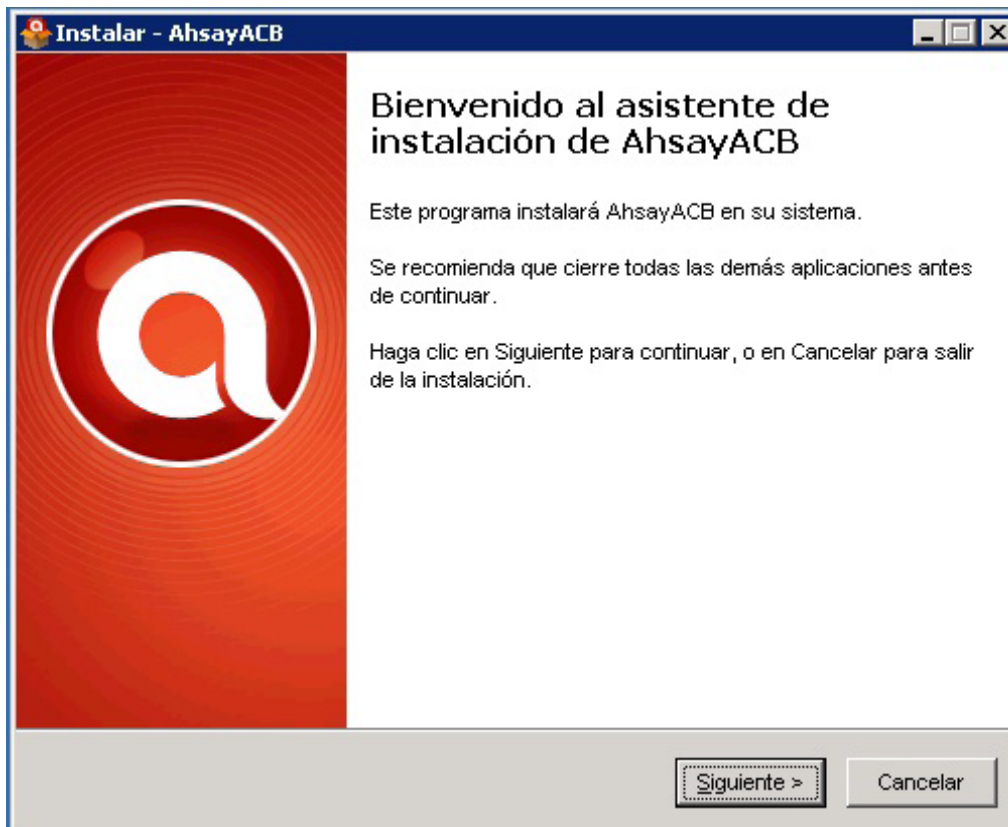 Instalar - AhsayACB
Bienvenido al asistente de
instalación de AhsayACB
Este programa instalará AhsayACB en su sistema.
Se recomienda que cierre todas las demás aplicaciones antes
de continuar.
Haga clic en Siguiente para continuar, o en Cancelar para salir
de la instalación.
Siguiente >
Cancelar